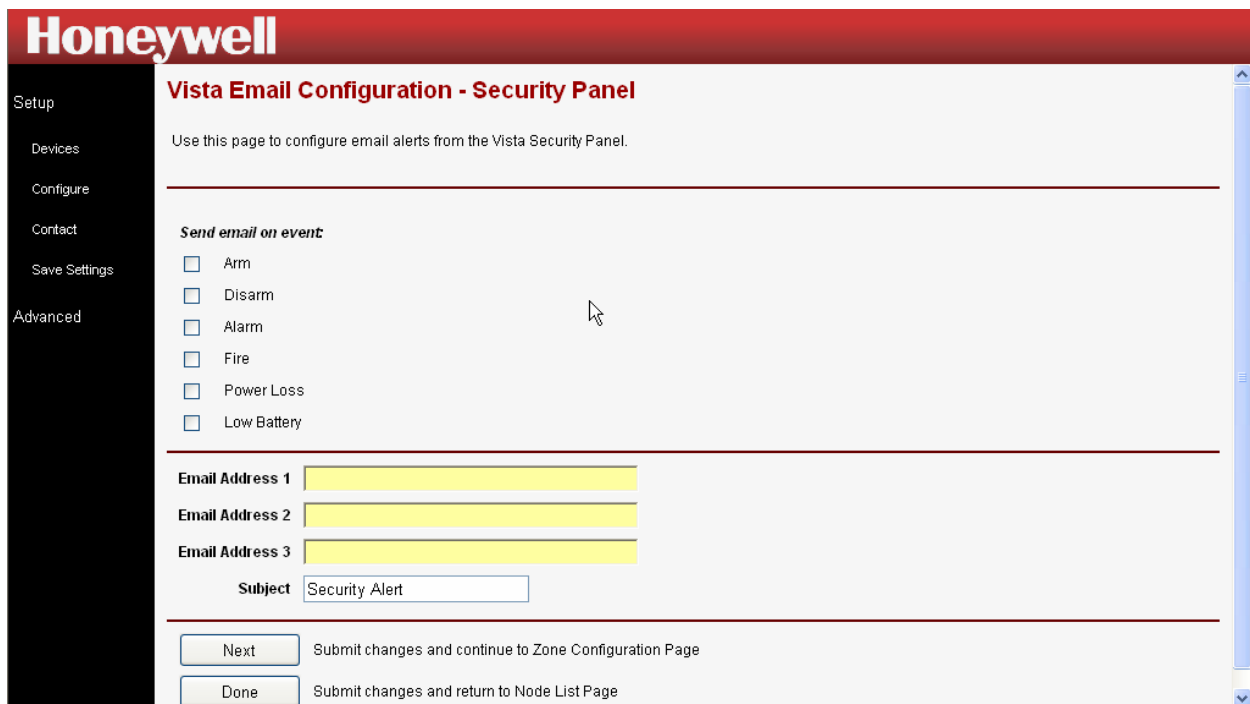 Honeywell
Setup
Devices
Configure
Contact
Save Settings
Advanced
Vista Email Configuration - Security Panel
Use this page to configure email alerts from the Vista Security Panel.
Send email on event:
Arm
Disarm
Alarm
Fire
Power Loss
Low Battery
Email Address 1
Email Address 2
Email Address 3
Subject Security Alert
Next Submit changes and continue to Zone Configuration Page
Done Submit changes and return to Node List Page